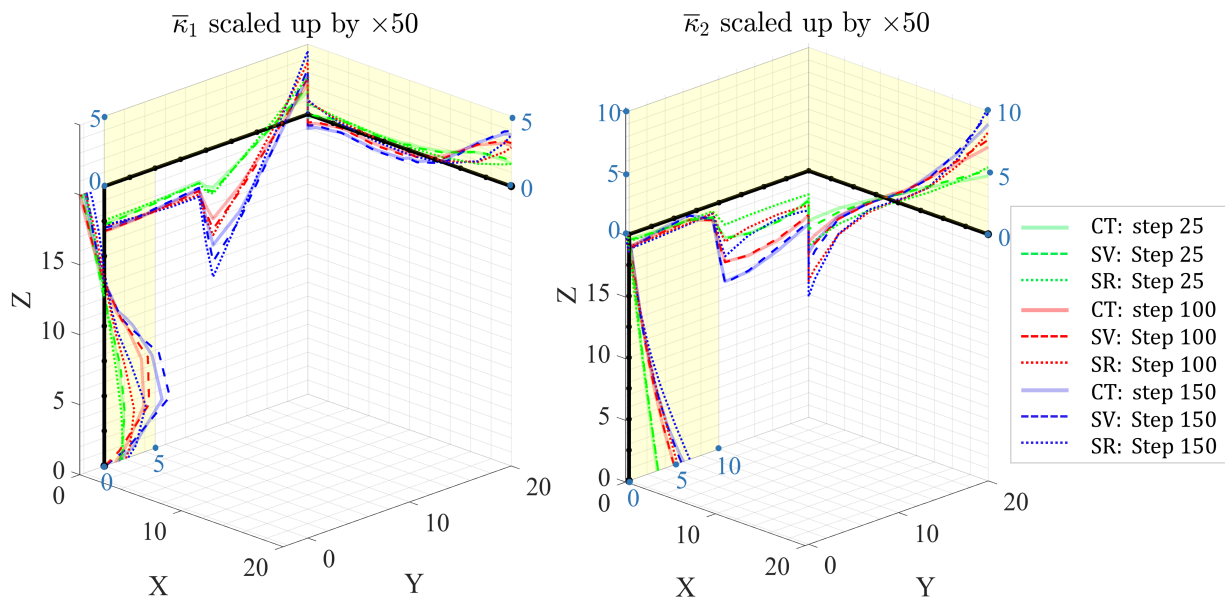 κ̄₁ scaled up by ×50
5
0
5
0
15
10
5
0
0
5
0
10
20
0
10
20
X
Y
Z
κ̄₂ scaled up by ×50
10
5
0
10
5
0
15
10
5
0
0
5
10
0
10
20
0
10
20
X
Y
Z
CT: step 25
SV: Step 25
SR: Step 25
CT: step 100
SV: Step 100
SR: Step 100
CT: step 150
SV: Step 150
SR: Step 150